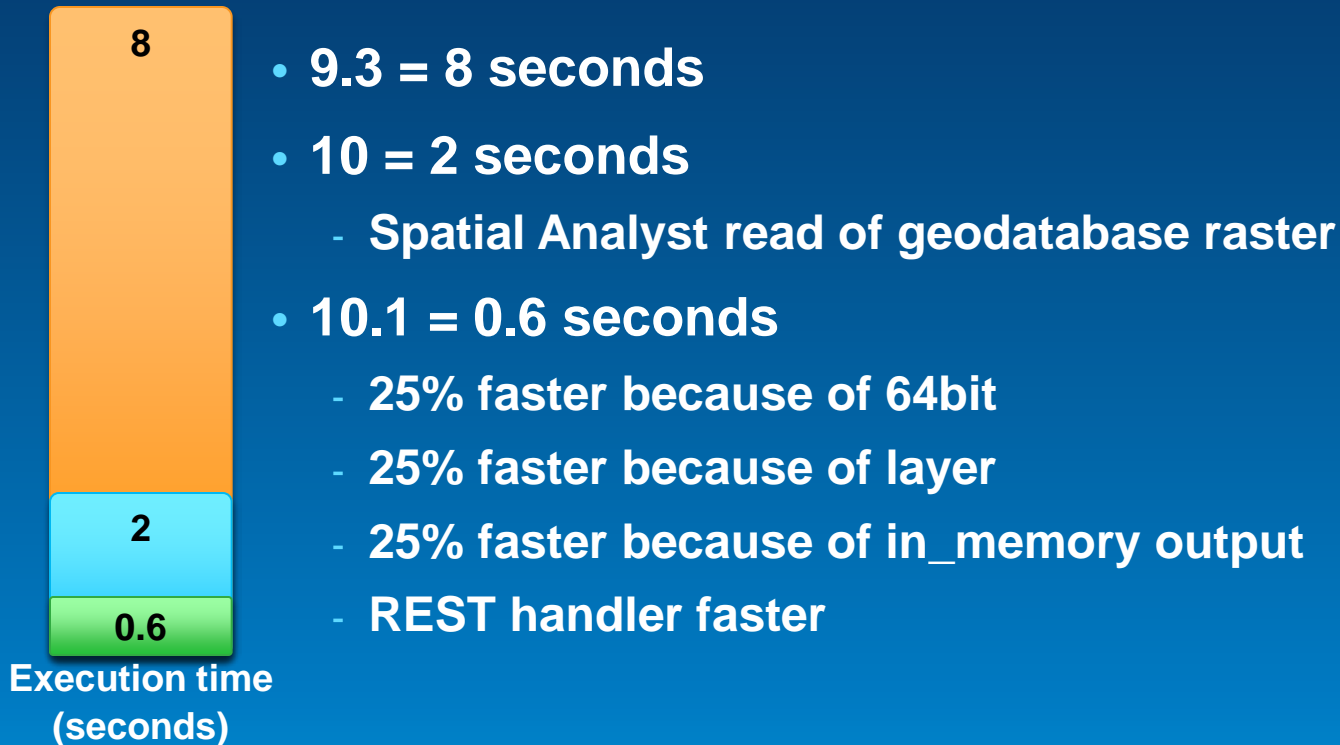 8
2
0.6
Execution time
(seconds)
• 9.3 = 8 seconds
• 10 = 2 seconds
- Spatial Analyst read of geodatabase raster
• 10.1 = 0.6 seconds
- 25% faster because of 64bit
- 25% faster because of layer
- 25% faster because of in_memory output
- REST handler faster